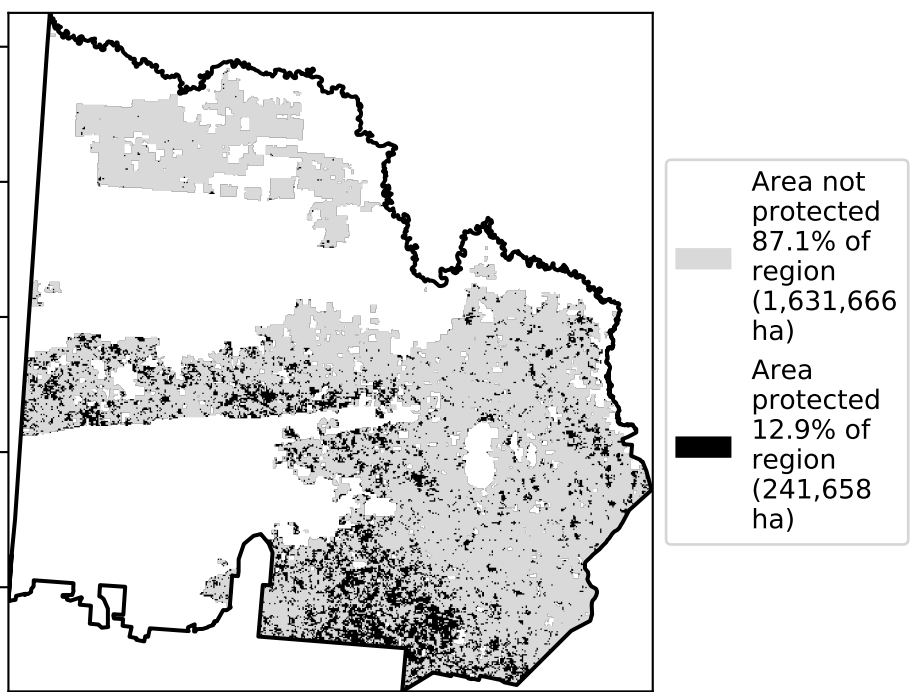 Area not
protected
87.1% of
region
(1,631,666
ha)
Area
protected
12.9% of
region
(241,658
ha)